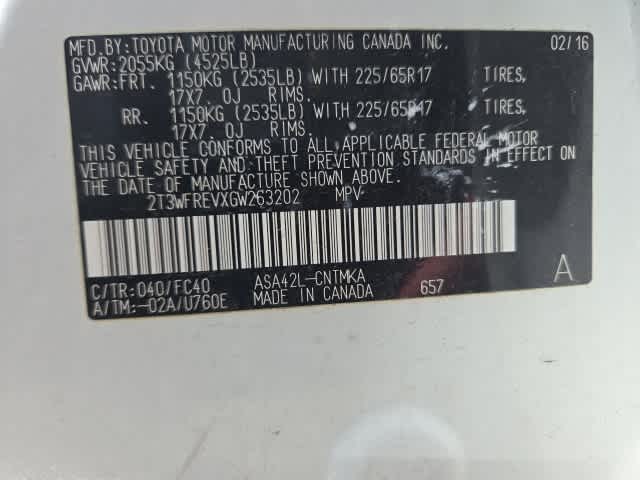 MFD.BY:TOYOTA MOTOR MANUFACTURING CANADA INC. 02/16
GVWR:2055KG (4525LB)
GAWR:FRT. 1150KG (2535LB) WITH 225/65R17 TIRES,
17X7.0J RIMS.
RR. 1150KG (2535LB) WITH 225/65R17 TIRES,
17X7.0J RIMS.
THIS VEHICLE CONFORMS TO ALL APPLICABLE FEDERAL MOTOR
VEHICLE SAFETY AND THEFT PREVENTION STANDARDS IN EFFECT ON
THE DATE OF MANUFACTURE SHOWN ABOVE.
2T3WFREVXGW263202 MPV
C/TR:040/FC40 ASA42L-CNTMKA A
A/TM:-02A/U760E MADE IN CANADA 657